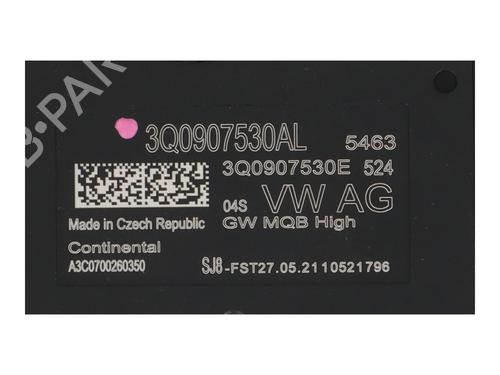 B-PARTS
3Q0907530AL 5463
3Q0907530E 524
04S VW AG
Made in Czech Republic GW MQB High
Continental
A3C0700260350 SJ8-FST27.05.2110521796